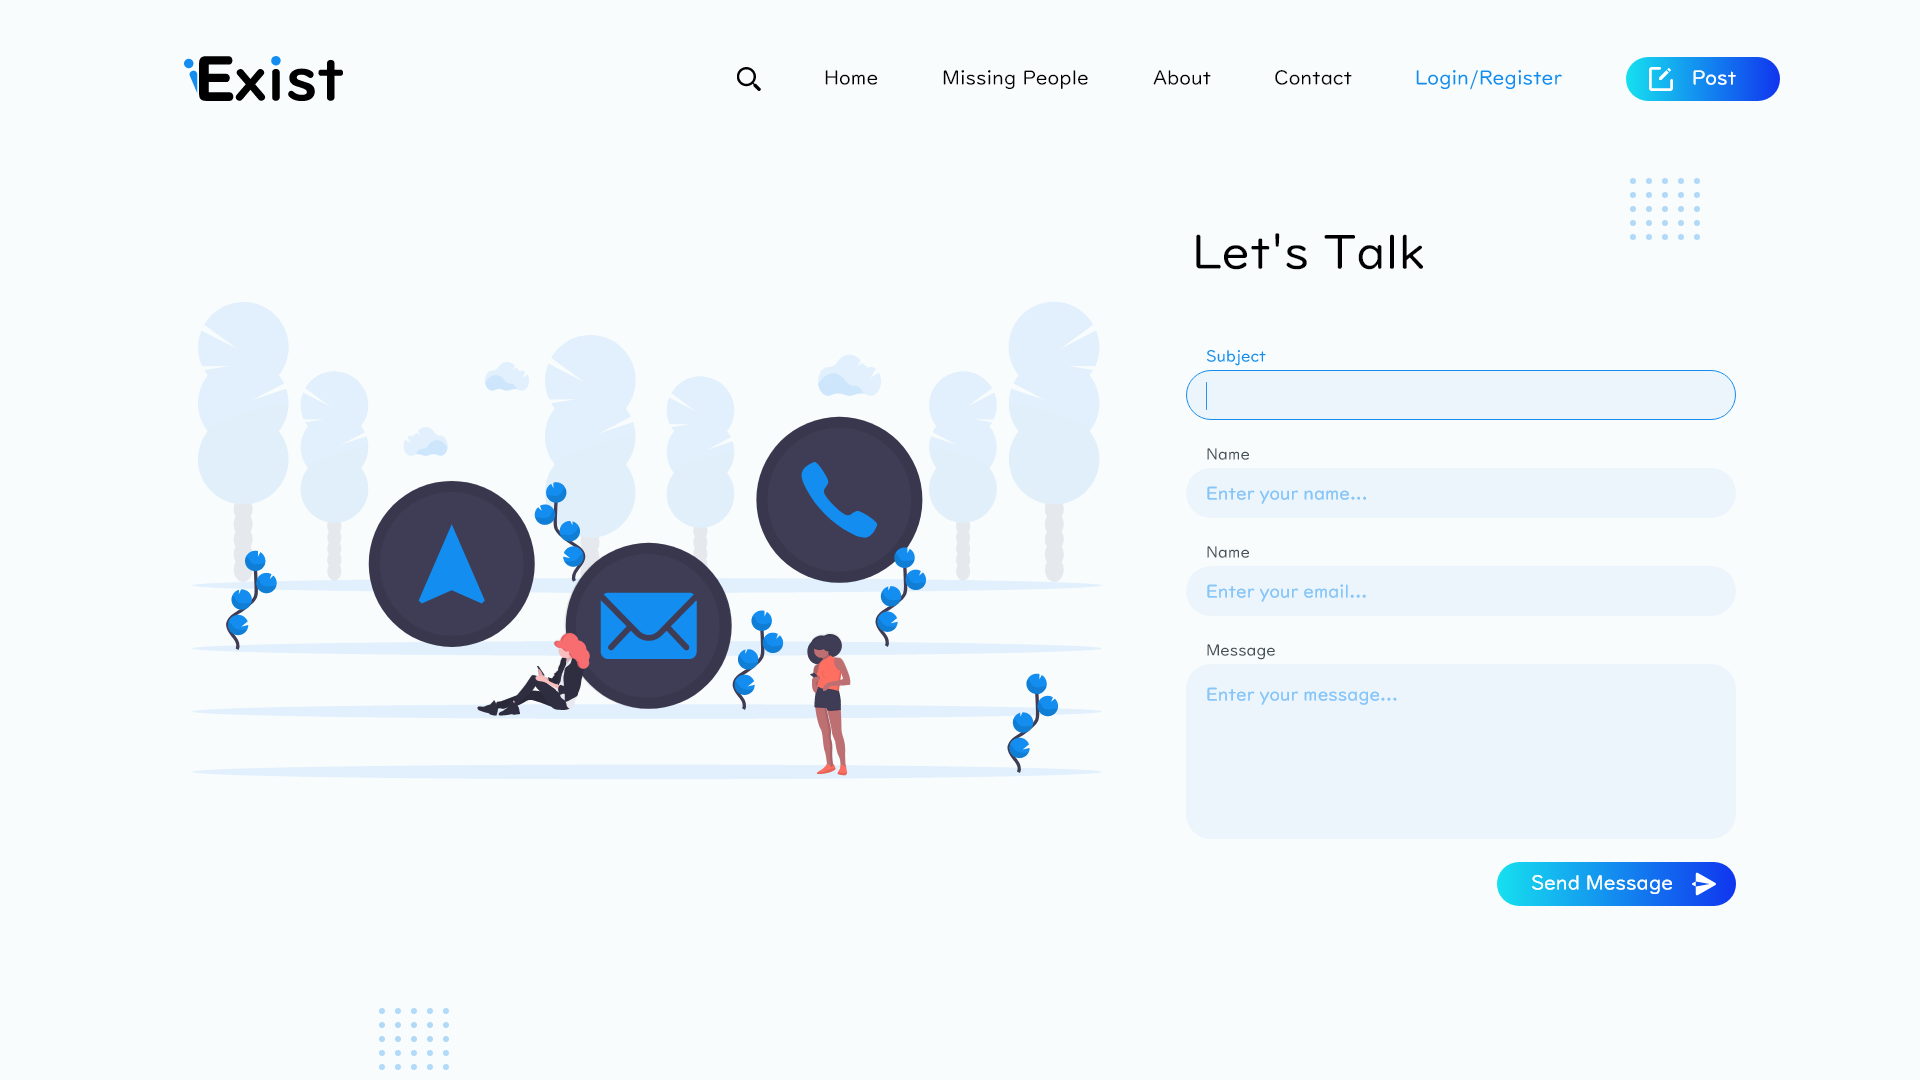 iExist
Home Missing People About Contact Login/Register Post
Let's Talk
Subject
Name
Enter your name...
Name
Enter your email...
Message
Enter your message...
Send Message